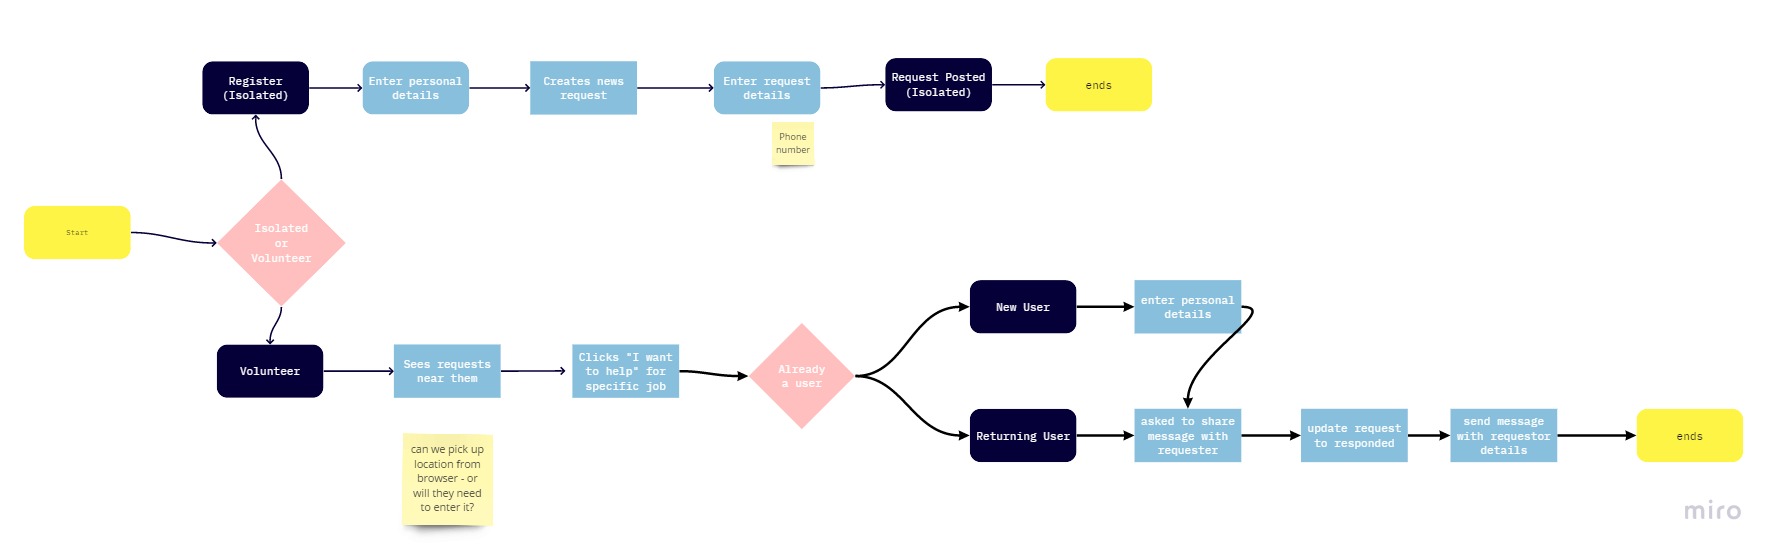 Register
(Isolated)
Enter personal
details
Creates news
request
Enter request
details
Request Posted
(Isolated)
ends
Phone
number
Start
Isolated
or
Volunteer
Volunteer
Sees requests
near them
Clicks "I want
to help" for
specific job
Already
a user
New User
enter personal
details
Returning User
asked to share
message with
requester
update request
to responded
send message
with requestor
details
ends
can we pick up
location from
browser - or
will they need
to enter it?
miro